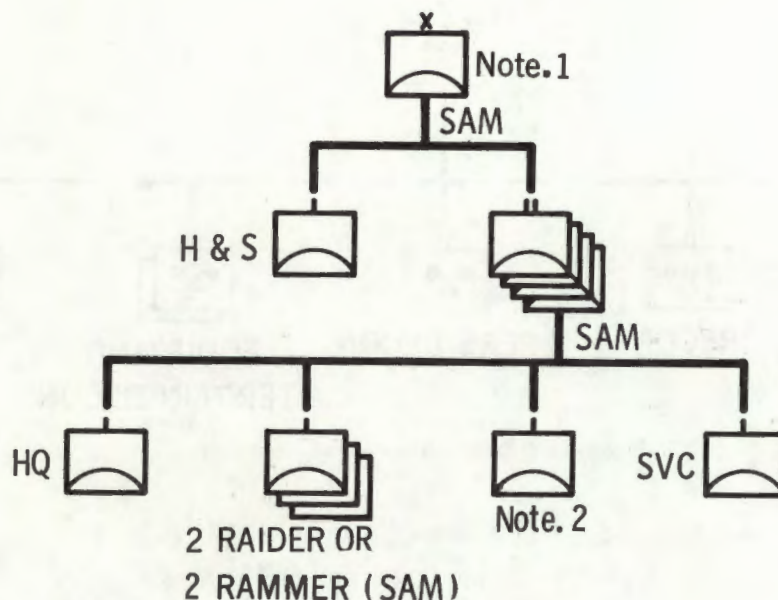 x
Note. 1
SAM
H & S
SAM
HQ
Note. 2
SVC
2 RAIDER OR
2 RAMMER (SAM)